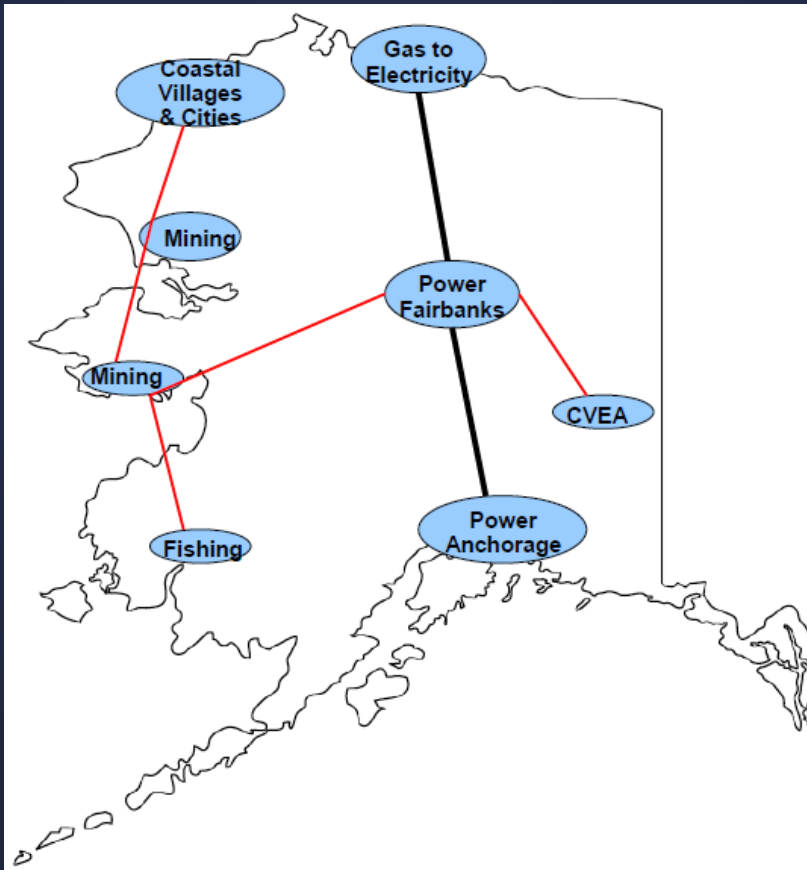 Gas to
Electricity
Coastal
Villages
& Cities
Mining
Power
Fairbanks
Mining
CVEA
Power
Anchorage
Fishing